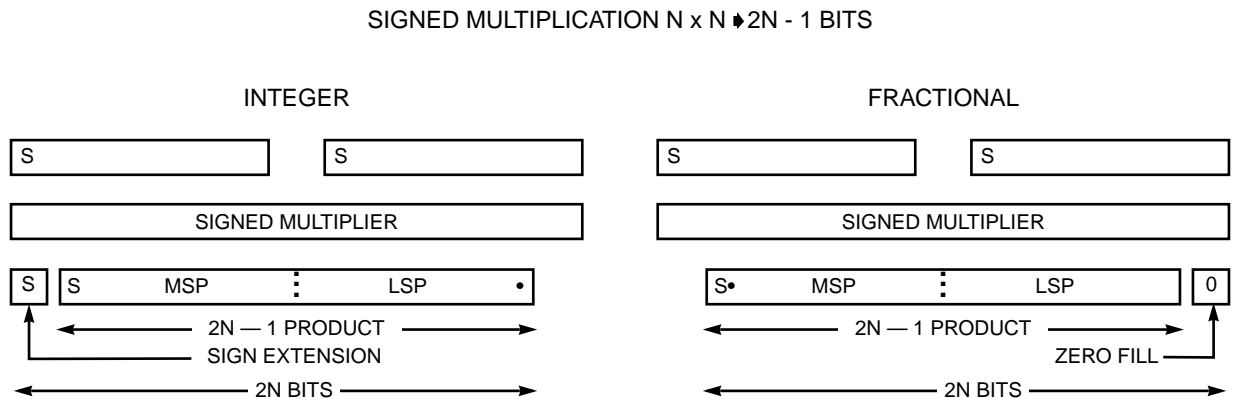 SIGNED MULTIPLICATION N x N ➧ 2N - 1 BITS
INTEGER
S
S
SIGNED MULTIPLIER
S
S MSP LSP •
2N — 1 PRODUCT
SIGN EXTENSION
2N BITS
FRACTIONAL
S
S
SIGNED MULTIPLIER
S• MSP LSP
0
2N — 1 PRODUCT
ZERO FILL
2N BITS